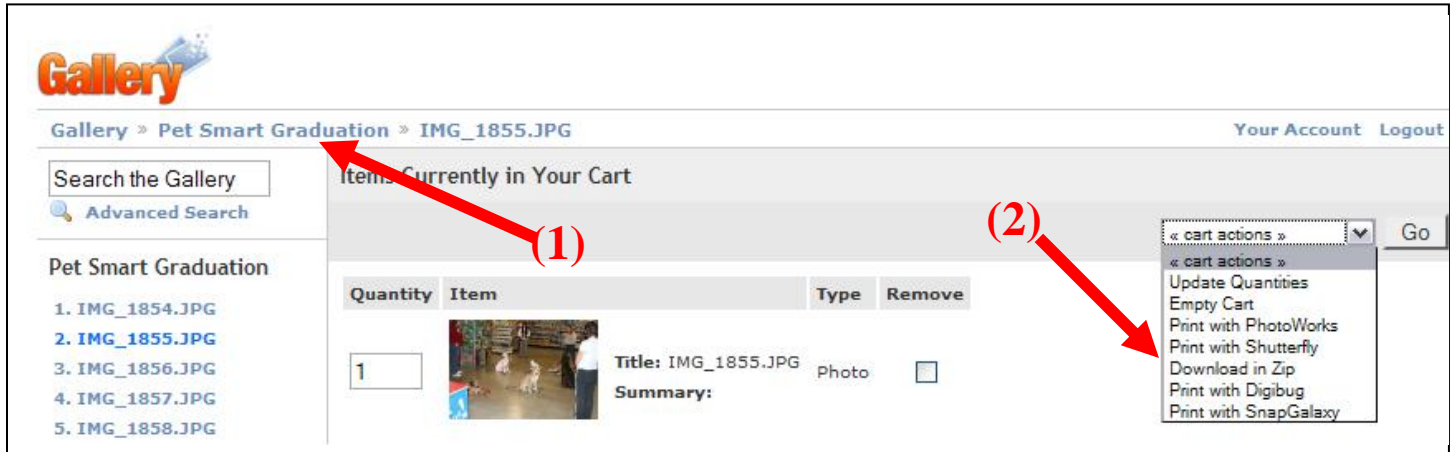 Gallery
Gallery » Pet Smart Graduation » IMG_1855.JPG
Your Account Logout
Search the Gallery
Advanced Search
Items Currently in Your Cart
(1)
(2)
« cart actions »
Go
« cart actions »
Update Quantities
Empty Cart
Print with PhotoWorks
Print with Shutterfly
Download in Zip
Print with Digibug
Print with SnapGalaxy
Pet Smart Graduation
1. IMG_1854.JPG
2. IMG_1855.JPG
3. IMG_1856.JPG
4. IMG_1857.JPG
5. IMG_1858.JPG
Quantity Item Type Remove
1
Title: IMG_1855.JPG
Summary:
Photo